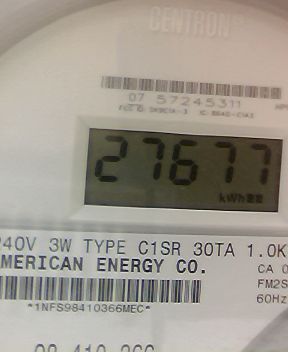 CENTRON®
07 57245311
27677
kWh
240V 3W TYPE C1SR 30TA 1.0K
AMERICAN ENERGY CO.
CA 0
FM2S
60Hz
*1NFS98410366MEC*